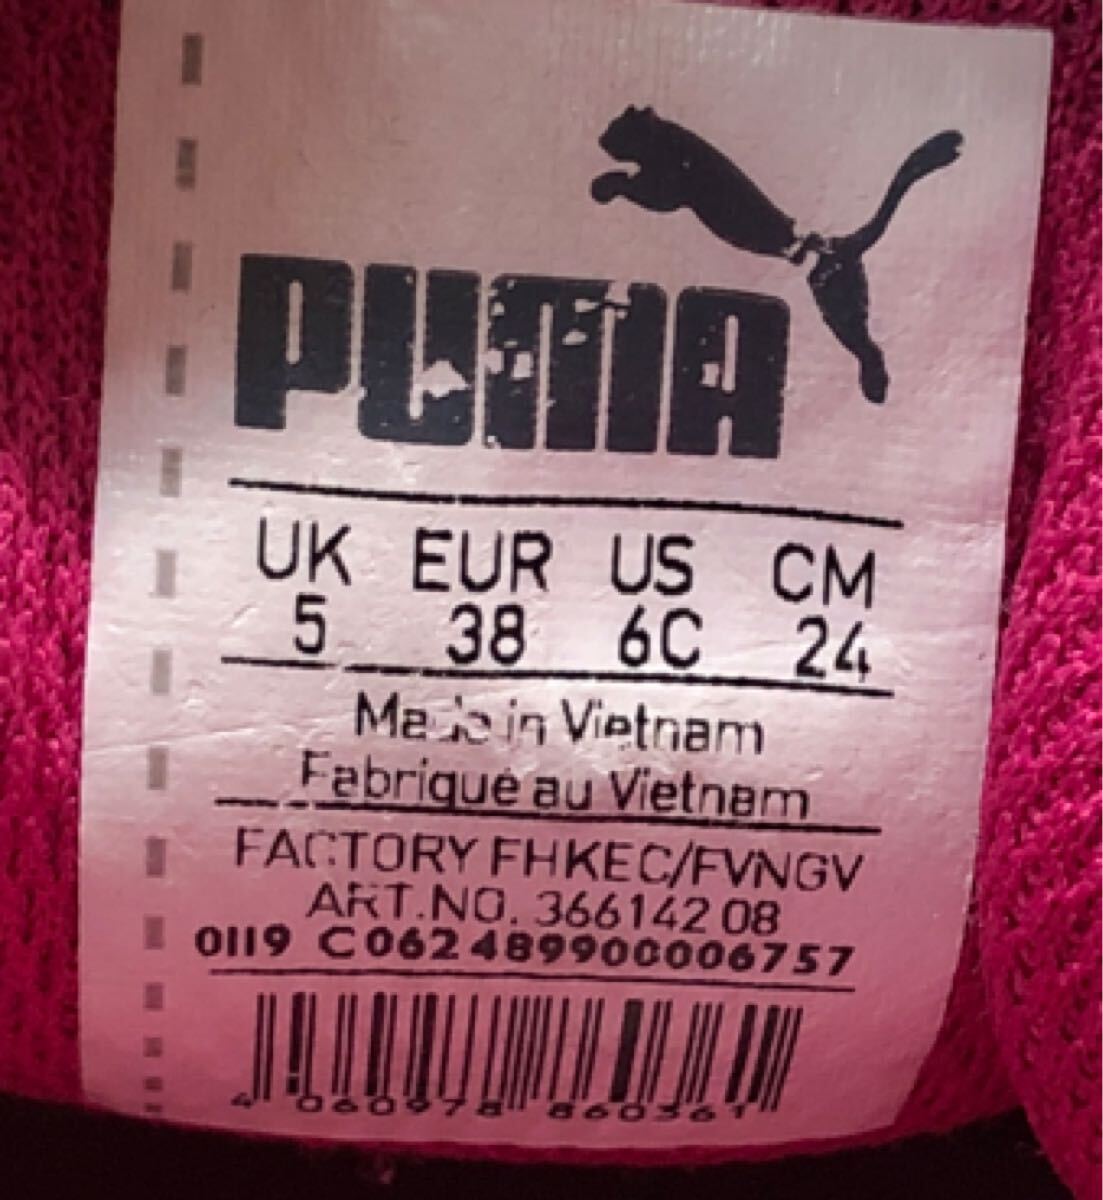 PUMA
UK EUR US CM
5 38 6C 24
Made in Vietnam
Fabriqué au Vietnam
FACTORY FHKEC/FVNGV
ART.NO. 366142 08
0119 C0624899000006757
4 060978 860361